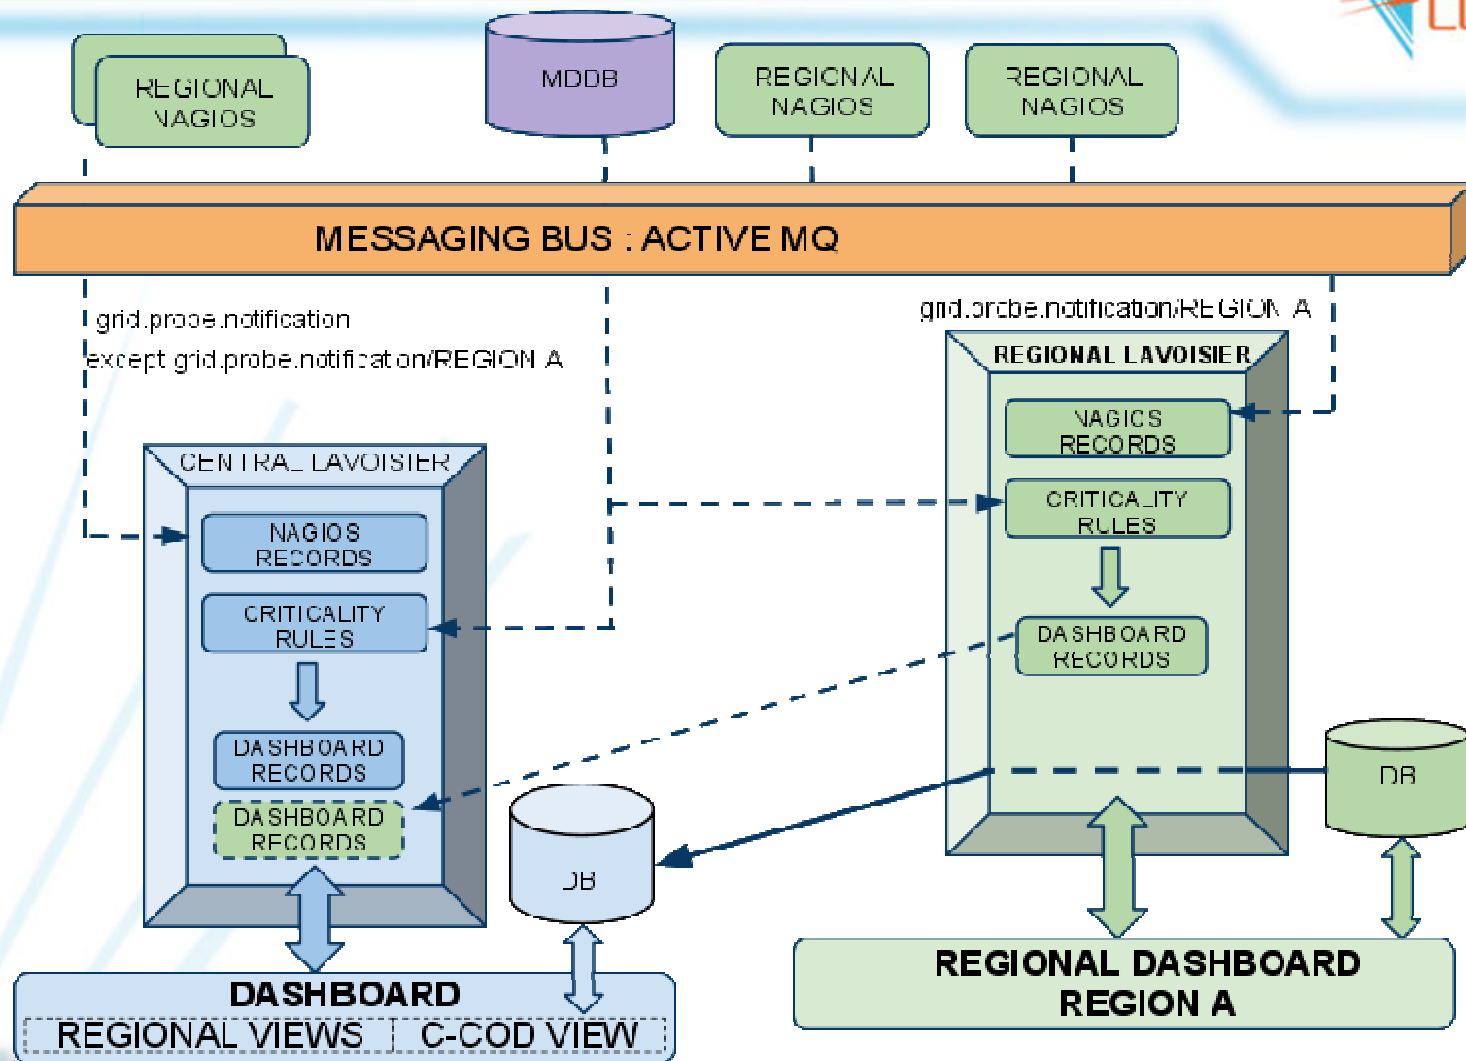 REGIONAL
NAGIOS
MDDB
REGIONAL
NAGIOS
REGIONAL
NAGIOS
MESSAGING BUS : ACTIVE MQ
grid.probe.notification
except grid.probe.notification/REGION A
grid.probe.notification/REGION A
REGIONAL LAVOISIER
NAGIOS
RECORDS
CRITICALITY
RULES
DASHBOARD
RECORDS
CENTRAL LAVOISIER
NAGIOS
RECORDS
CRITICALITY
RULES
DASHBOARD
RECORDS
DASHBOARD
RECORDS
DB
DB
DASHBOARD
REGIONAL VIEWS
C-COD VIEW
REGIONAL DASHBOARD
REGION A